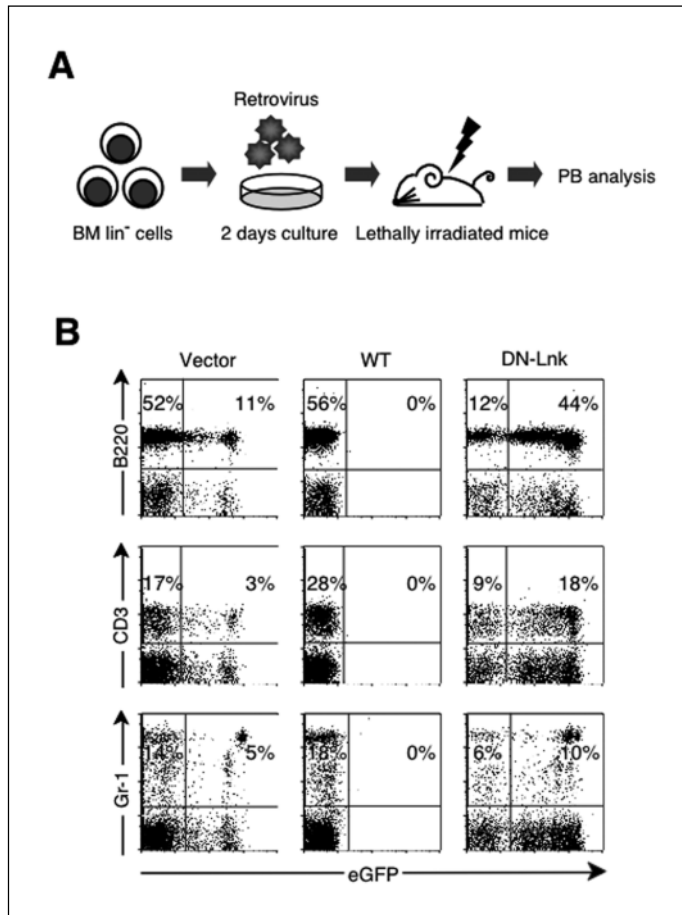 A
Retrovirus
PB analysis
BM lin⁻ cells 2 days culture Lethally irradiated mice
B
Vector WT DN-Lnk
B220
52% 11% 56% 0% 12% 44%
CD3
17% 3% 28% 0% 9% 18%
Gr-1
14% 5% 18% 0% 6% 10%
eGFP